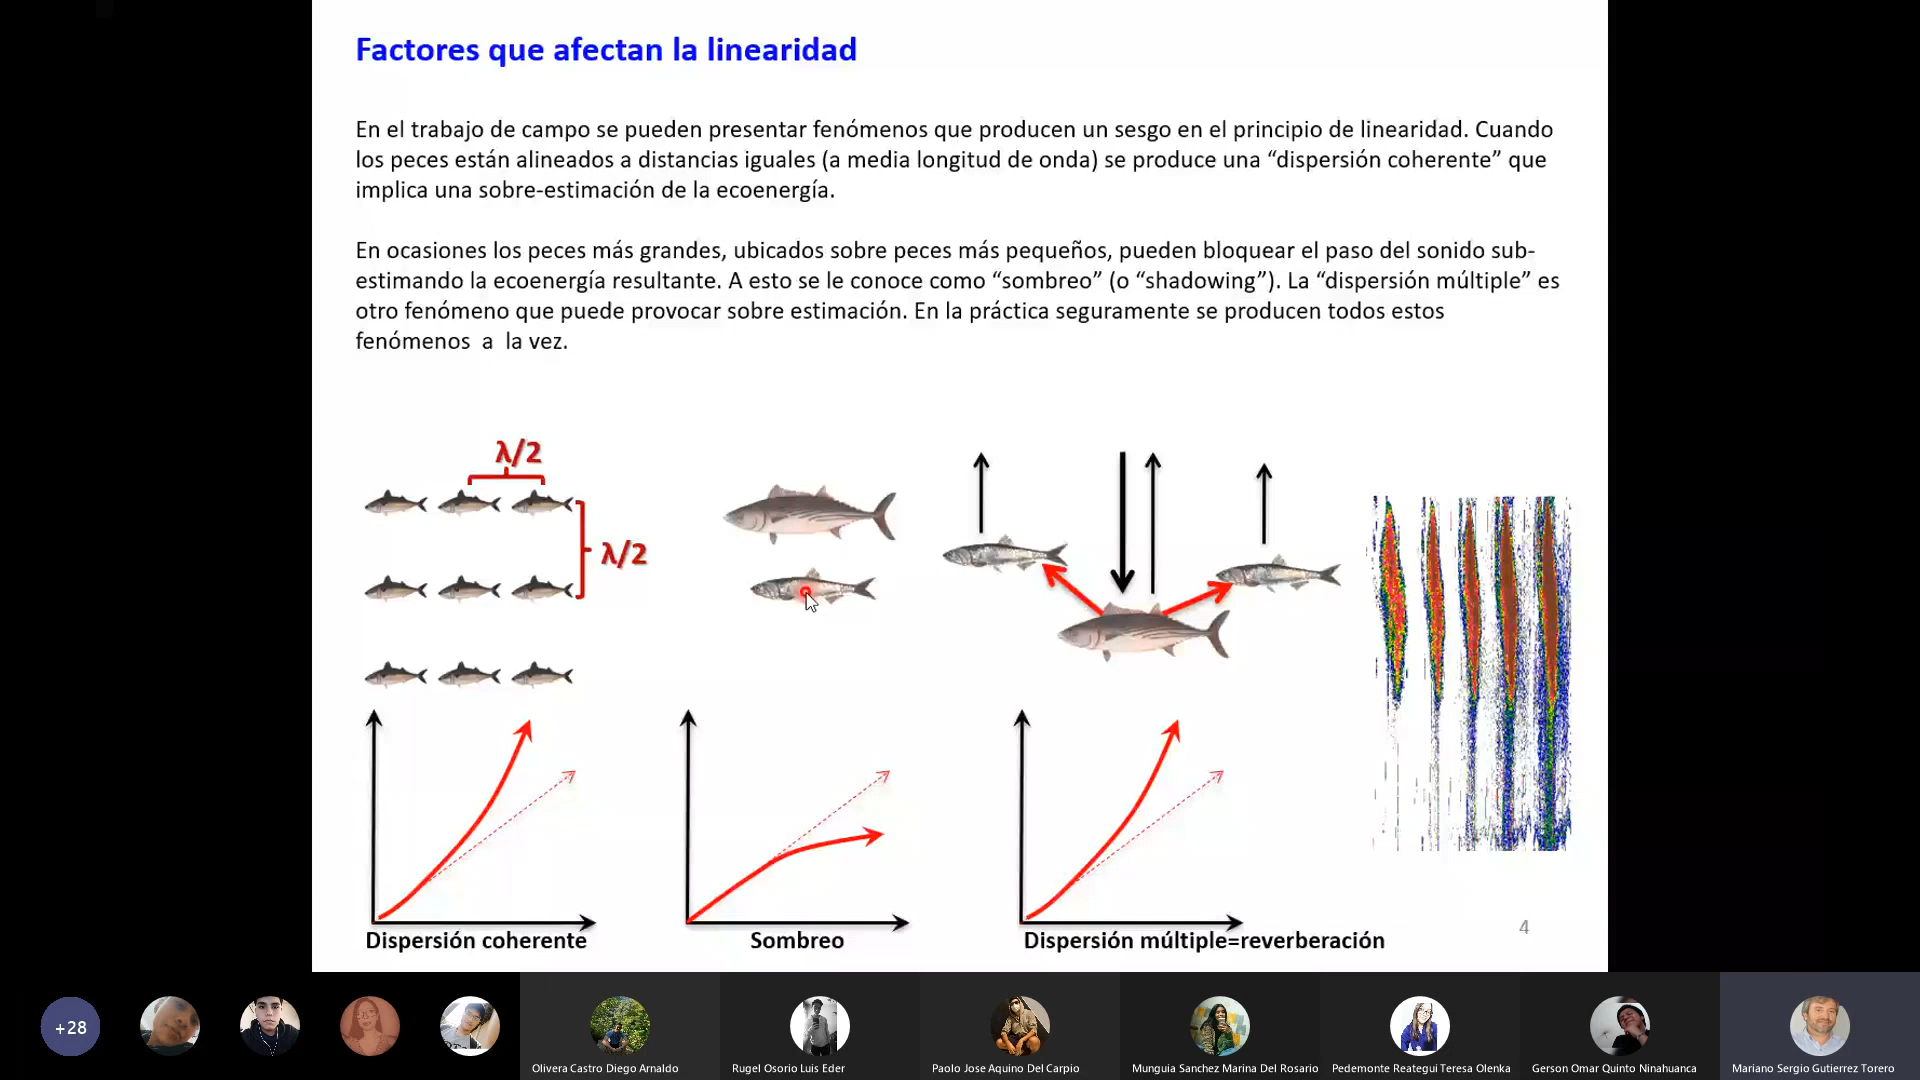 Factores que afectan la linearidad
En el trabajo de campo se pueden presentar fenómenos que producen un sesgo en el principio de linearidad. Cuando
los peces están alineados a distancias iguales (a media longitud de onda) se produce una “dispersión coherente” que
implica una sobre-estimación de la ecoenergía.
En ocasiones los peces más grandes, ubicados sobre peces más pequeños, pueden bloquear el paso del sonido sub-
estimando la ecoenergía resultante. A esto se le conoce como “sombreo” (o “shadowing”). La “dispersión múltiple” es
otro fenómeno que puede provocar sobre estimación. En la práctica seguramente se producen todos estos
fenómenos a la vez.
λ/2
λ/2
Dispersión coherente
Sombreo
Dispersión múltiple=reverberación
4
+28
Olivera Castro Diego Arnaldo
Rugel Osorio Luis Eder
Paolo Jose Aquino Del Carpio
Munguia Sanchez Marina Del Rosario
Pedemonte Reategui Teresa Olenka
Gerson Omar Quinto Ninahuanca
Mariano Sergio Gutierrez Torero